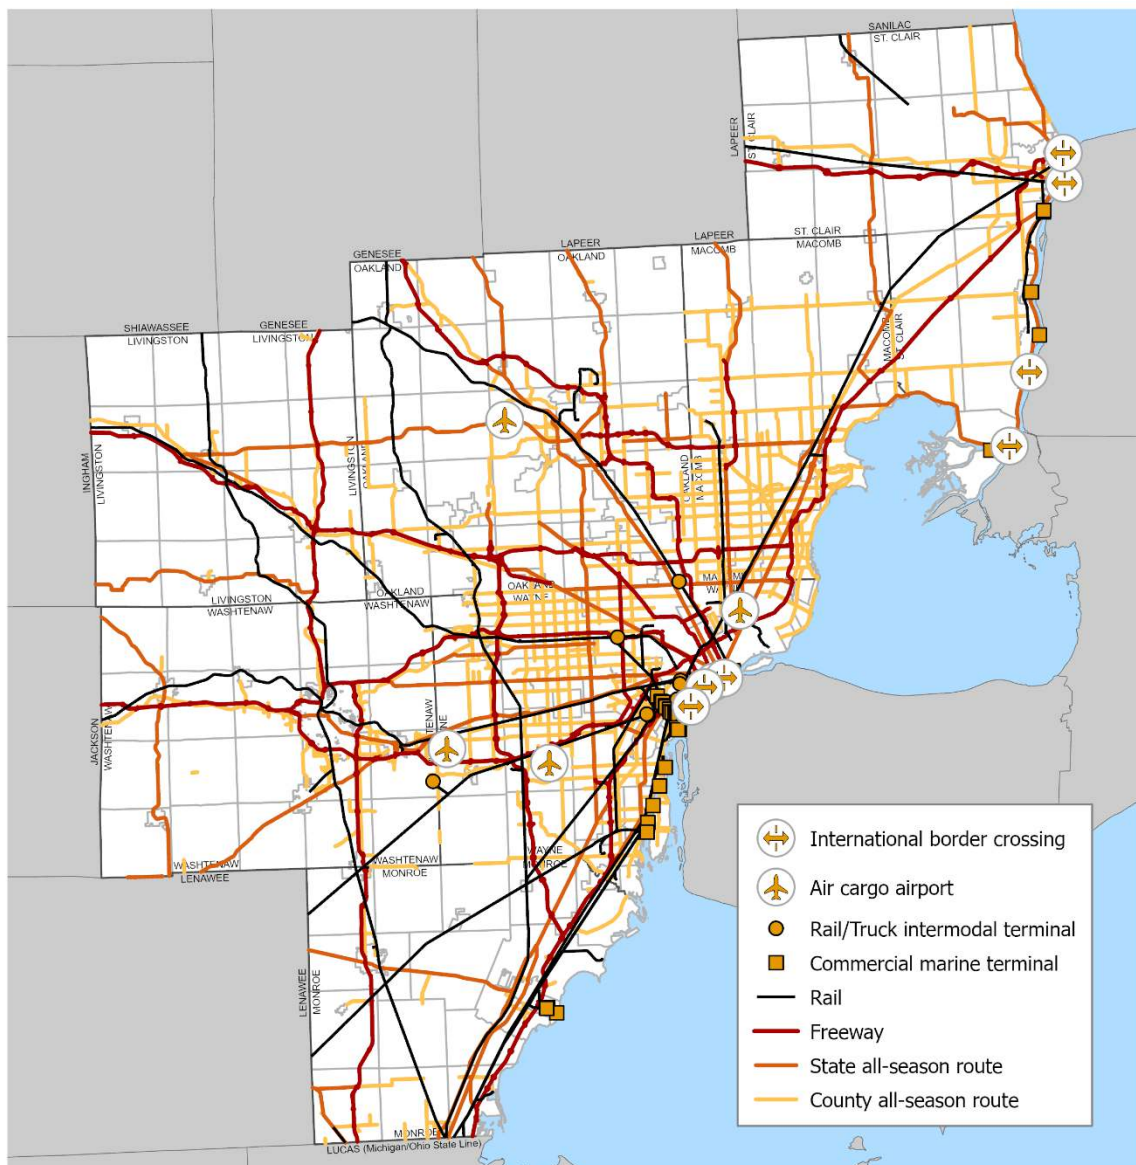 SANILAC
ST. CLAIR
LAPEER
ST. CLAIR
ST. CLAIR
MACOMB
LAPEER
MACOMB
LAPEER
OAKLAND
GENESEE
OAKLAND
GENESEE
LIVINGSTON
SHIAWASSEE
LIVINGSTON
MACOMB
ST. CLAIR
INGHAM
LIVINGSTON
LIVINGSTON
OAKLAND
OAKLAND
MACOMB
OAKLAND
WAYNE
OAKLAND
WASHTENAW
LIVINGSTON
WASHTENAW
JACKSON
WASHTENAW
WASHTENAW
LENAWEE
WASHTENAW
MONROE
WAYNE
MONROE
LENAWEE
MONROE
MONROE
LUCAS (Michigan/Ohio State Line)
International border crossing
Air cargo airport
Rail/Truck intermodal terminal
Commercial marine terminal
Rail
Freeway
State all-season route
County all-season route